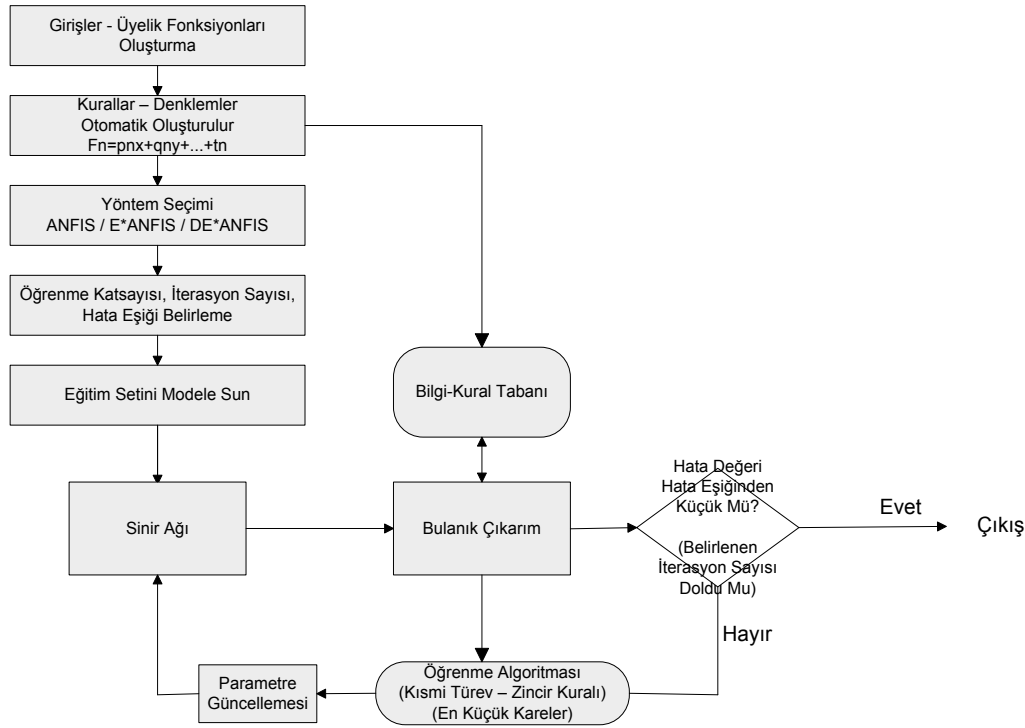 Girişler - Üyelik Fonksiyonları
Oluşturma
Kurallar – Denklemler
Otomatik Oluşturulur
Fn=pnx+qny+...+tn
Yöntem Seçimi
ANFIS / E*ANFIS / DE*ANFIS
Öğrenme Katsayısı, İterasyon Sayısı,
Hata Eşiği Belirleme
Eğitim Setini Modele Sun
Bilgi-Kural Tabanı
Sinir Ağı
Bulanık Çıkarım
Hata Değeri
Hata Eşiğinden
Küçük Mü?
(Belirlenen
İterasyon Sayısı
Doldu Mu)
Evet
Çıkış
Hayır
Öğrenme Algoritması
(Kısmi Türev – Zincir Kuralı)
(En Küçük Kareler)
Parametre
Güncellemesi